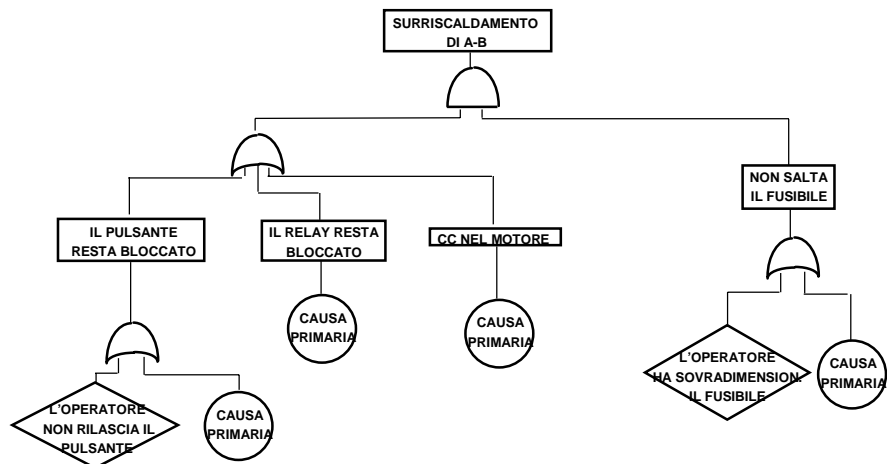 SURRISCALDAMENTO
DI A-B
NON SALTA
IL FUSIBILE
IL PULSANTE
RESTA BLOCCATO
IL RELAY RESTA
BLOCCATO
CC NEL MOTORE
CAUSA
PRIMARIA
CAUSA
PRIMARIA
L'OPERATORE
HA SOVRADIMENSION.
IL FUSIBILE
CAUSA
PRIMARIA
L'OPERATORE
NON RILASCIA IL
PULSANTE
CAUSA
PRIMARIA